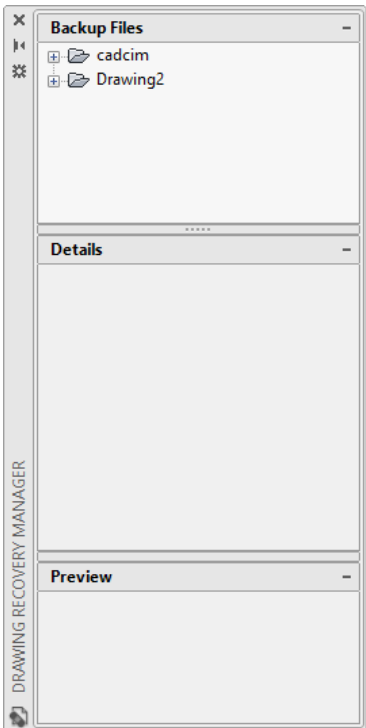 Backup Files
cadcim
Drawing2
Details
Preview
DRAWING RECOVERY MANAGER